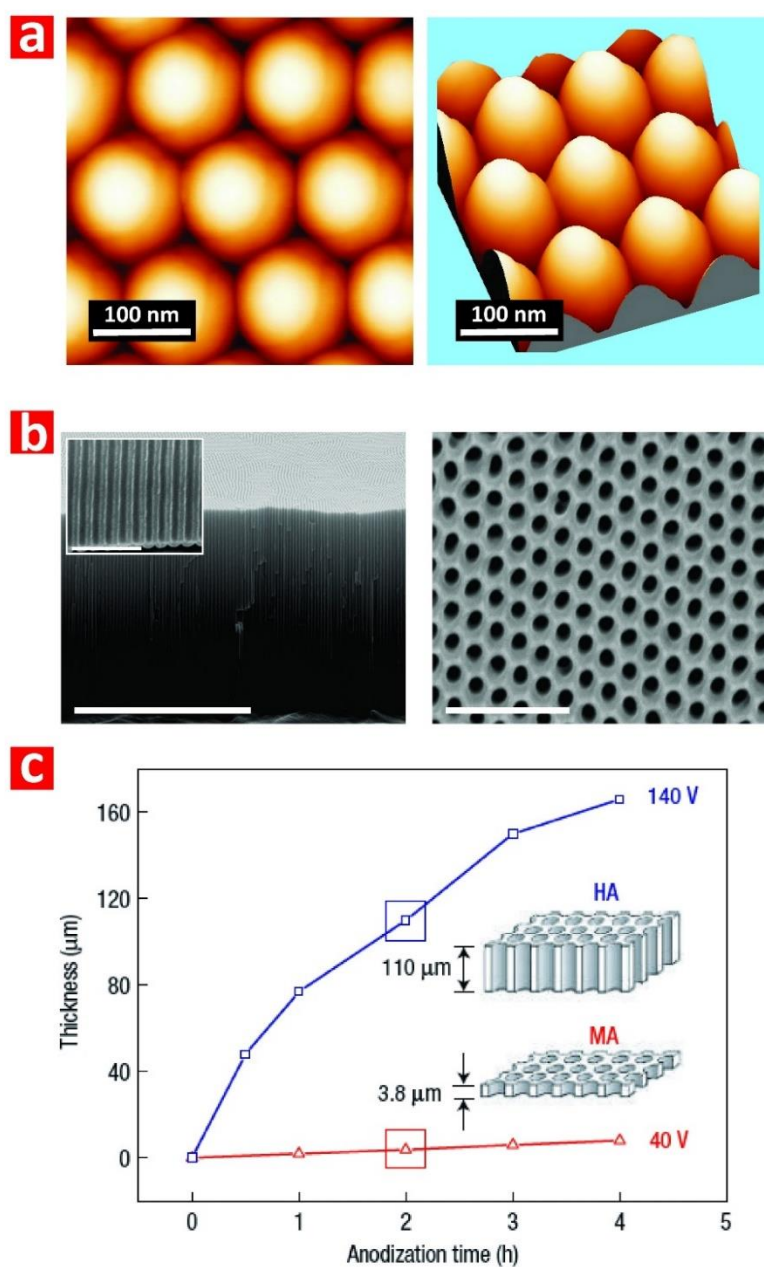 a
100 nm
100 nm
b
c
160
120
80
40
0
Thickness (μm)
140 V
HA
110 μm
MA
3.8 μm
40 V
0 1 2 3 4 5
Anodization time (h)